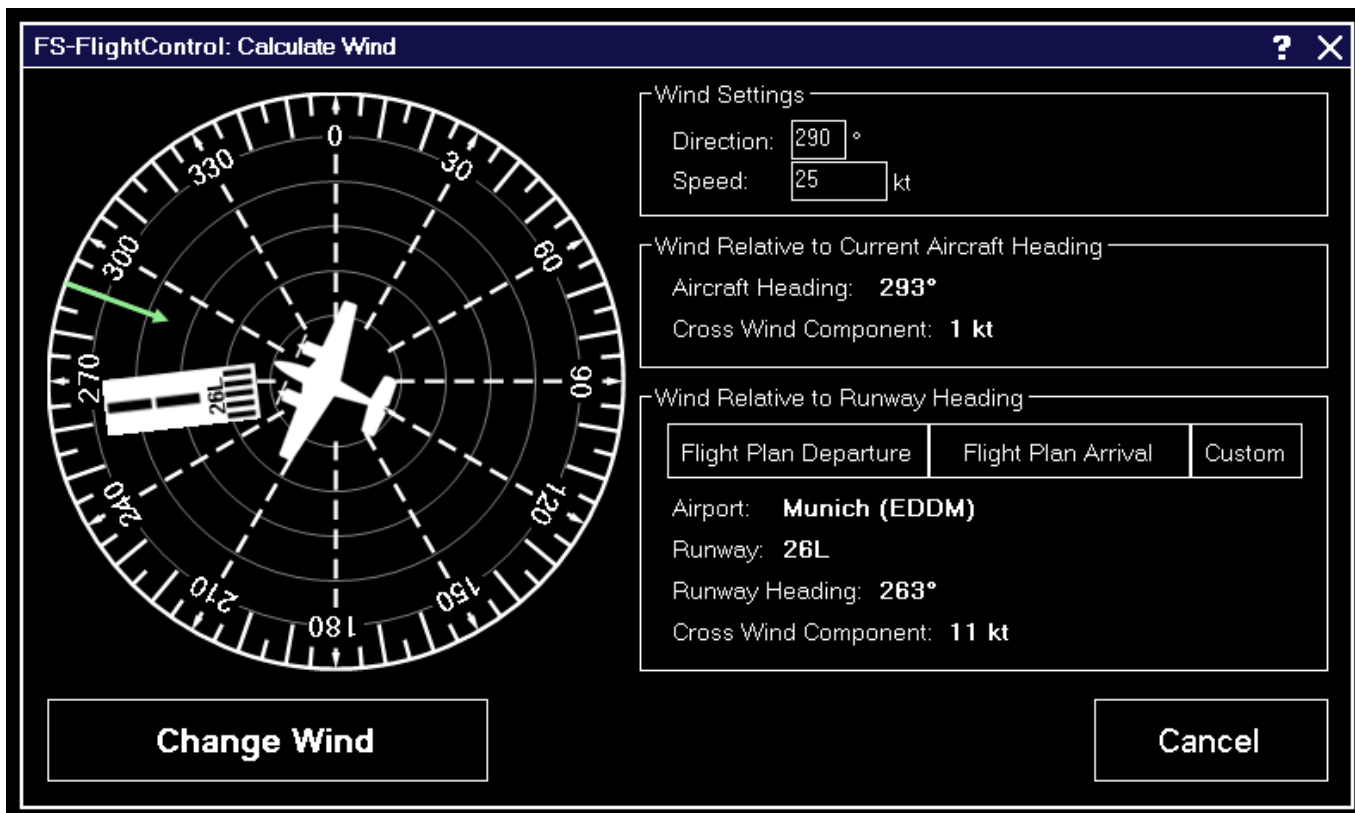 FS-FlightControl: Calculate Wind ? X
0
30
60
90
120
150
180
210
240
270
300
330
26L
Wind Settings
Direction: 290 °
Speed: 25 kt
Wind Relative to Current Aircraft Heading
Aircraft Heading: 293°
Cross Wind Component: 1 kt
Wind Relative to Runway Heading
Flight Plan Departure Flight Plan Arrival Custom
Airport: Munich (EDDM)
Runway: 26L
Runway Heading: 263°
Cross Wind Component: 11 kt
Change Wind Cancel